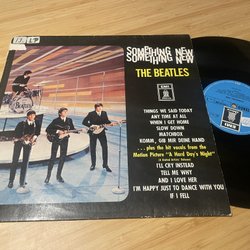 SOMETHING NEW
SOMETHING NEW
THE BEATLES
EMI
THINGS WE SAID TODAY
ANY TIME AT ALL
WHEN I GET HOME
SLOW DOWN
MATCHBOX
KOMM, GIB MIR DEINE HAND
. . . plus the hit vocals from the
Motion Picture "A Hard Day's Night"
I'LL CRY INSTEAD
TELL ME WHY
AND I LOVE HER
I'M HAPPY JUST TO DANCE WITH YOU
IF I FELL